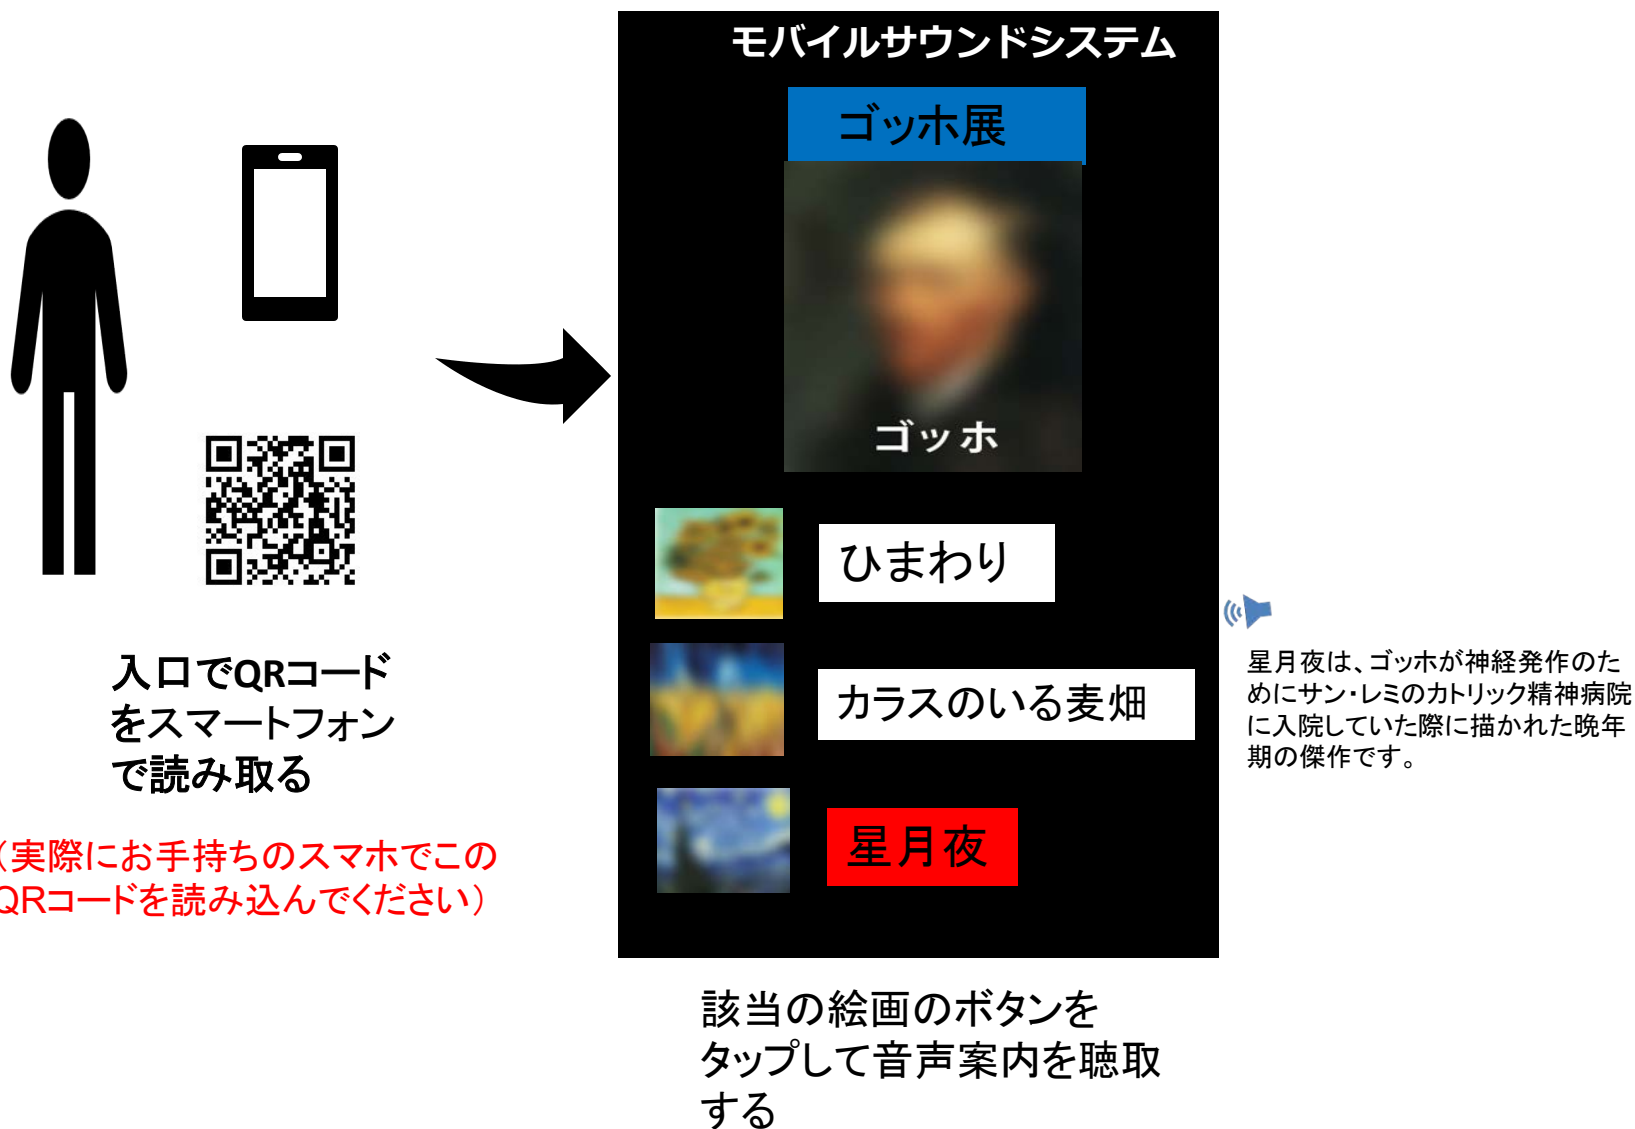 モバイルサウンドシステム
ゴッホ展
ゴッホ
ひまわり
カラスのいる麦畑
星月夜
入口でQRコード
をスマートフォン
で読み取る
（実際にお手持ちのスマホでこの
QRコードを読み込んでください）
星月夜は、ゴッホが神経発作のた
めにサン・レミのカトリック精神病院
に入院していた際に描かれた晩年
期の傑作です。
該当の絵画のボタンを
タップして音声案内を聴取
する